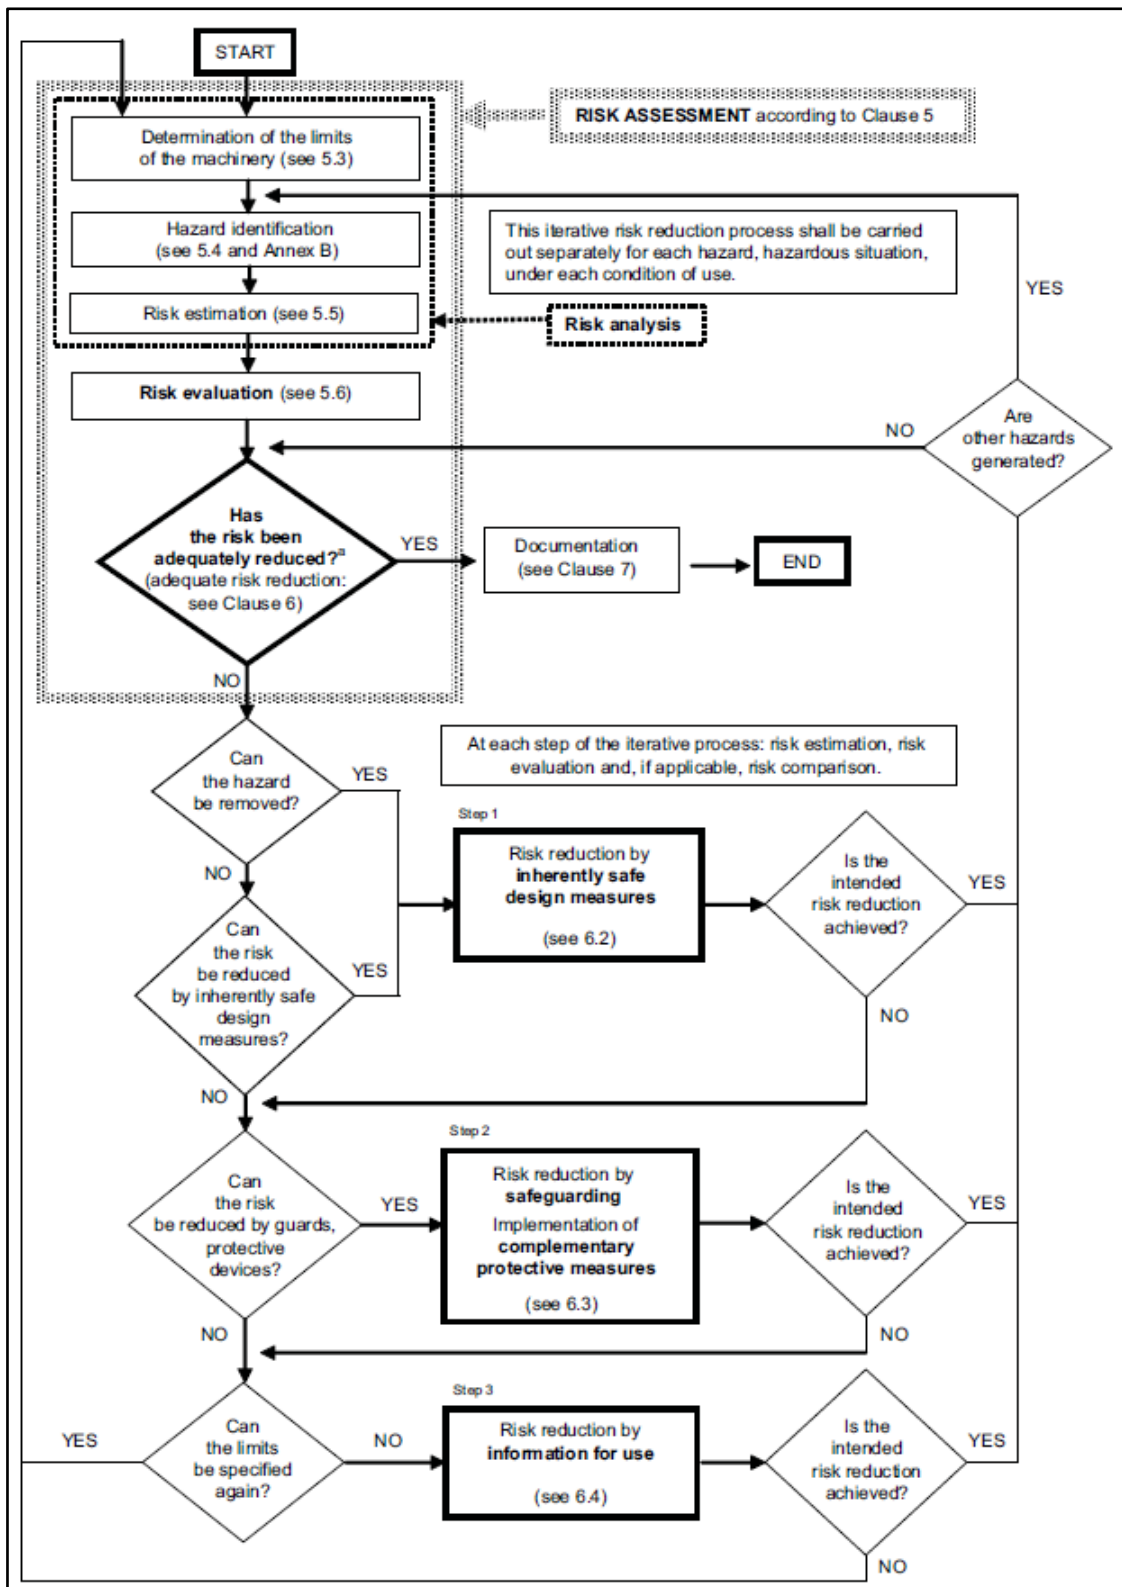 START
RISK ASSESSMENT according to Clause 5
Determination of the limits
of the machinery (see 5.3)
Hazard identification
(see 5.4 and Annex B)
This iterative risk reduction process shall be carried
out separately for each hazard, hazardous situation,
under each condition of use.
YES
Risk estimation (see 5.5)
Risk analysis
Risk evaluation (see 5.6)
Are
other hazards
generated?
NO
Has
the risk been
adequately reduced?a
(adequate risk reduction:
see Clause 6)
YES
Documentation
(see Clause 7)
END
NO
At each step of the iterative process: risk estimation, risk
evaluation and, if applicable, risk comparison.
Can
the hazard
be removed?
YES
Step 1
Risk reduction by
inherently safe
design measures
(see 6.2)
Is the
intended
risk reduction
achieved?
YES
NO
Can
the risk
be reduced
by inherently safe
design
measures?
YES
NO
NO
Step 2
Can
the risk
be reduced by guards,
protective
devices?
YES
Risk reduction by
safeguarding
Implementation of
complementary
protective measures
(see 6.3)
Is the
intended
risk reduction
achieved?
YES
NO
NO
Step 3
YES
Can
the limits
be specified
again?
NO
Risk reduction by
information for use
(see 6.4)
Is the
intended
risk reduction
achieved?
YES
NO